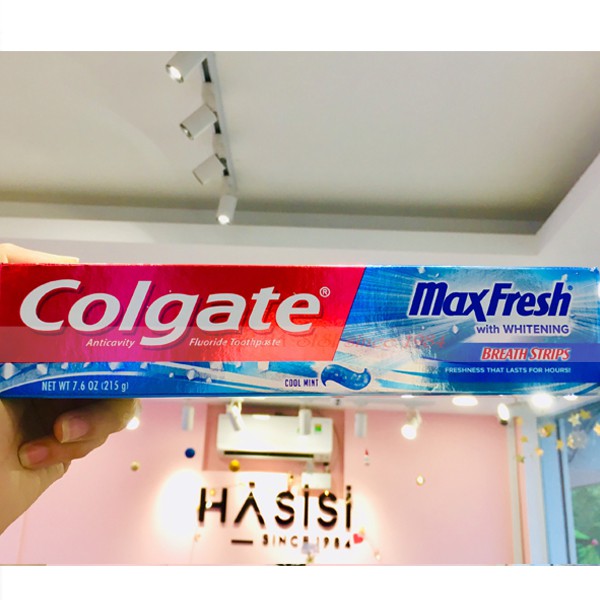 Colgate®
Anticavity Fluoride Toothpaste
NET WT 7.6 OZ (215 g)
COOL MINT
MaxFresh®
with WHITENING
BREATH STRIPS
FRESHNESS THAT LASTS FOR HOURS!
HASISI
SINCE 1984